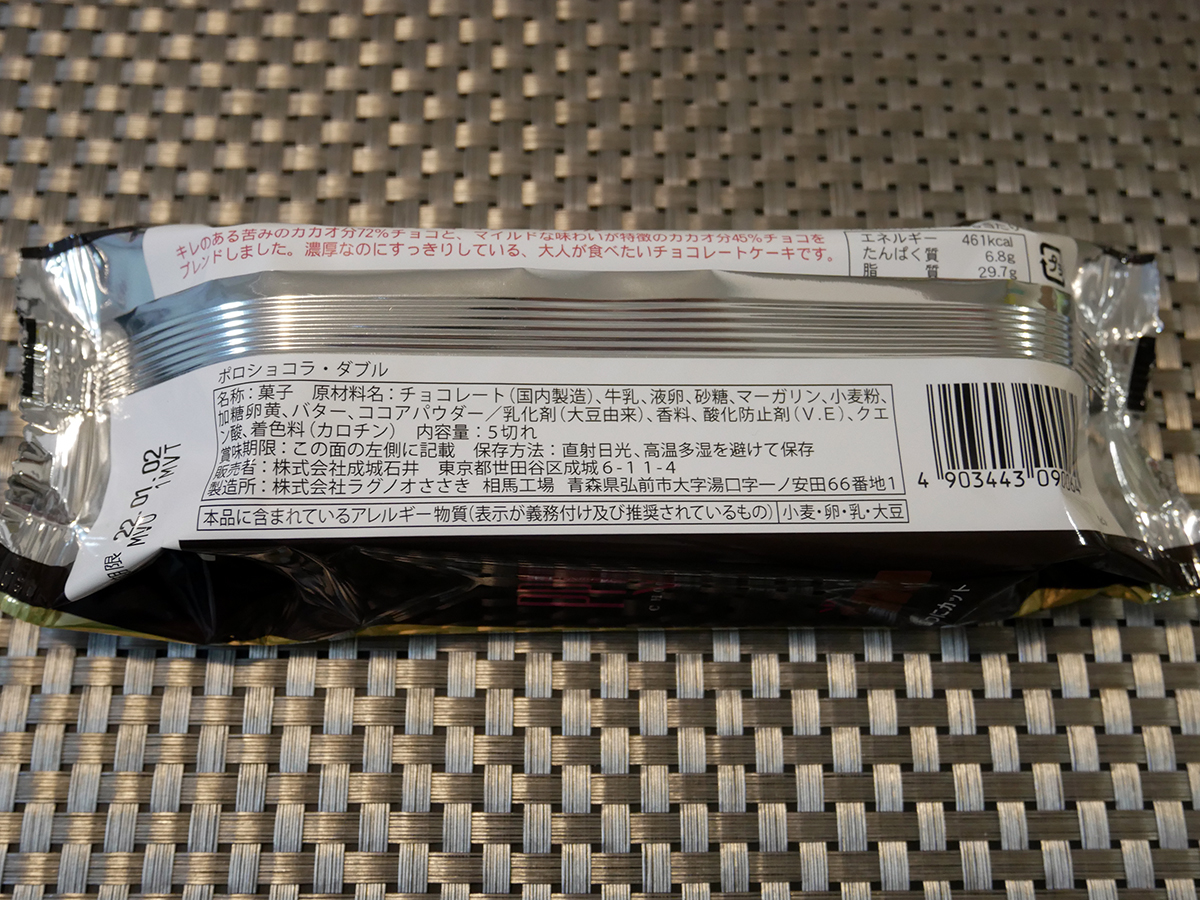 キレのある苦みのカカオ分72%チョコと、マイルドな味わいが特徴のカカオ分45%チョコを
ブレンドしました。濃厚なのにすっきりしている、大人が食べたいチョコレートケーキです。
エネルギー 461kcal
たんぱく質 6.8g
脂質 29.7g
ポロショコラ・ダブル
名称：菓子 原材料名：チョコレート（国内製造）、牛乳、液卵、砂糖、マーガリン、小麦粉、
加糖卵黄、バター、ココアパウダー／乳化剤（大豆由来）、香料、酸化防止剤（V.E）、クエ
ン酸、着色料（カロチン） 内容量：5切れ
賞味期限：この面の左側に記載 保存方法：直射日光、高温多湿を避けて保存
販売者：株式会社成城石井 東京都世田谷区成城6-11-4
製造所：株式会社ラグノオささき 相馬工場 青森県弘前市大字湯口字一ノ安田66番地1
本品に含まれているアレルギー物質（表示が義務付け及び推奨されているもの） 小麦・卵・乳・大豆
4 903443
22.01.02